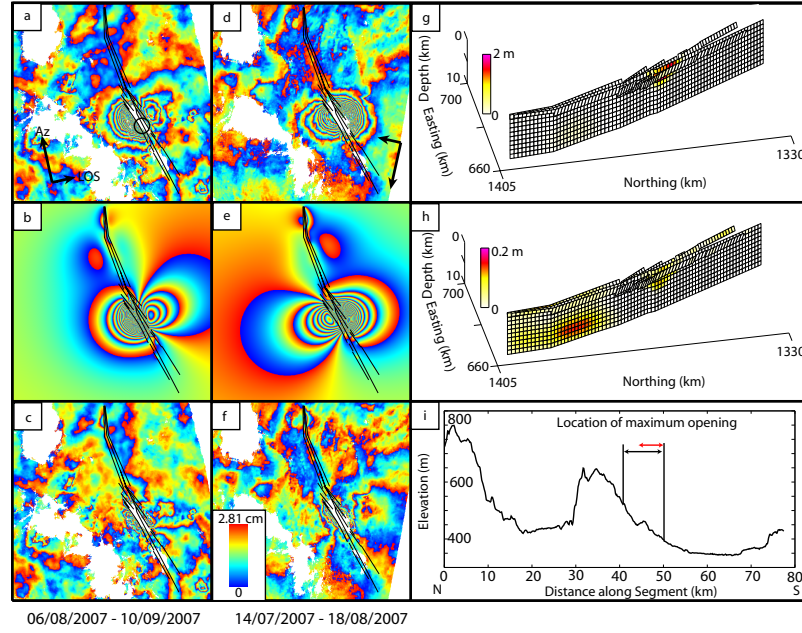 a
Az
LOS
d
g
0
10
Depth (km)
2 m
0
700
Easting (km)
660
1405
Northing (km)
1330
b
e
h
0
10
Depth (km)
0.2 m
0
700
Easting (km)
660
1405
Northing (km)
1330
c
f
2.81 cm
0
i
Location of maximum opening
800
600
400
Elevation (m)
0 10 20 30 40 50 60 70 80
N Distance along Segment (km) S
06/08/2007 - 10/09/2007
14/07/2007 - 18/08/2007